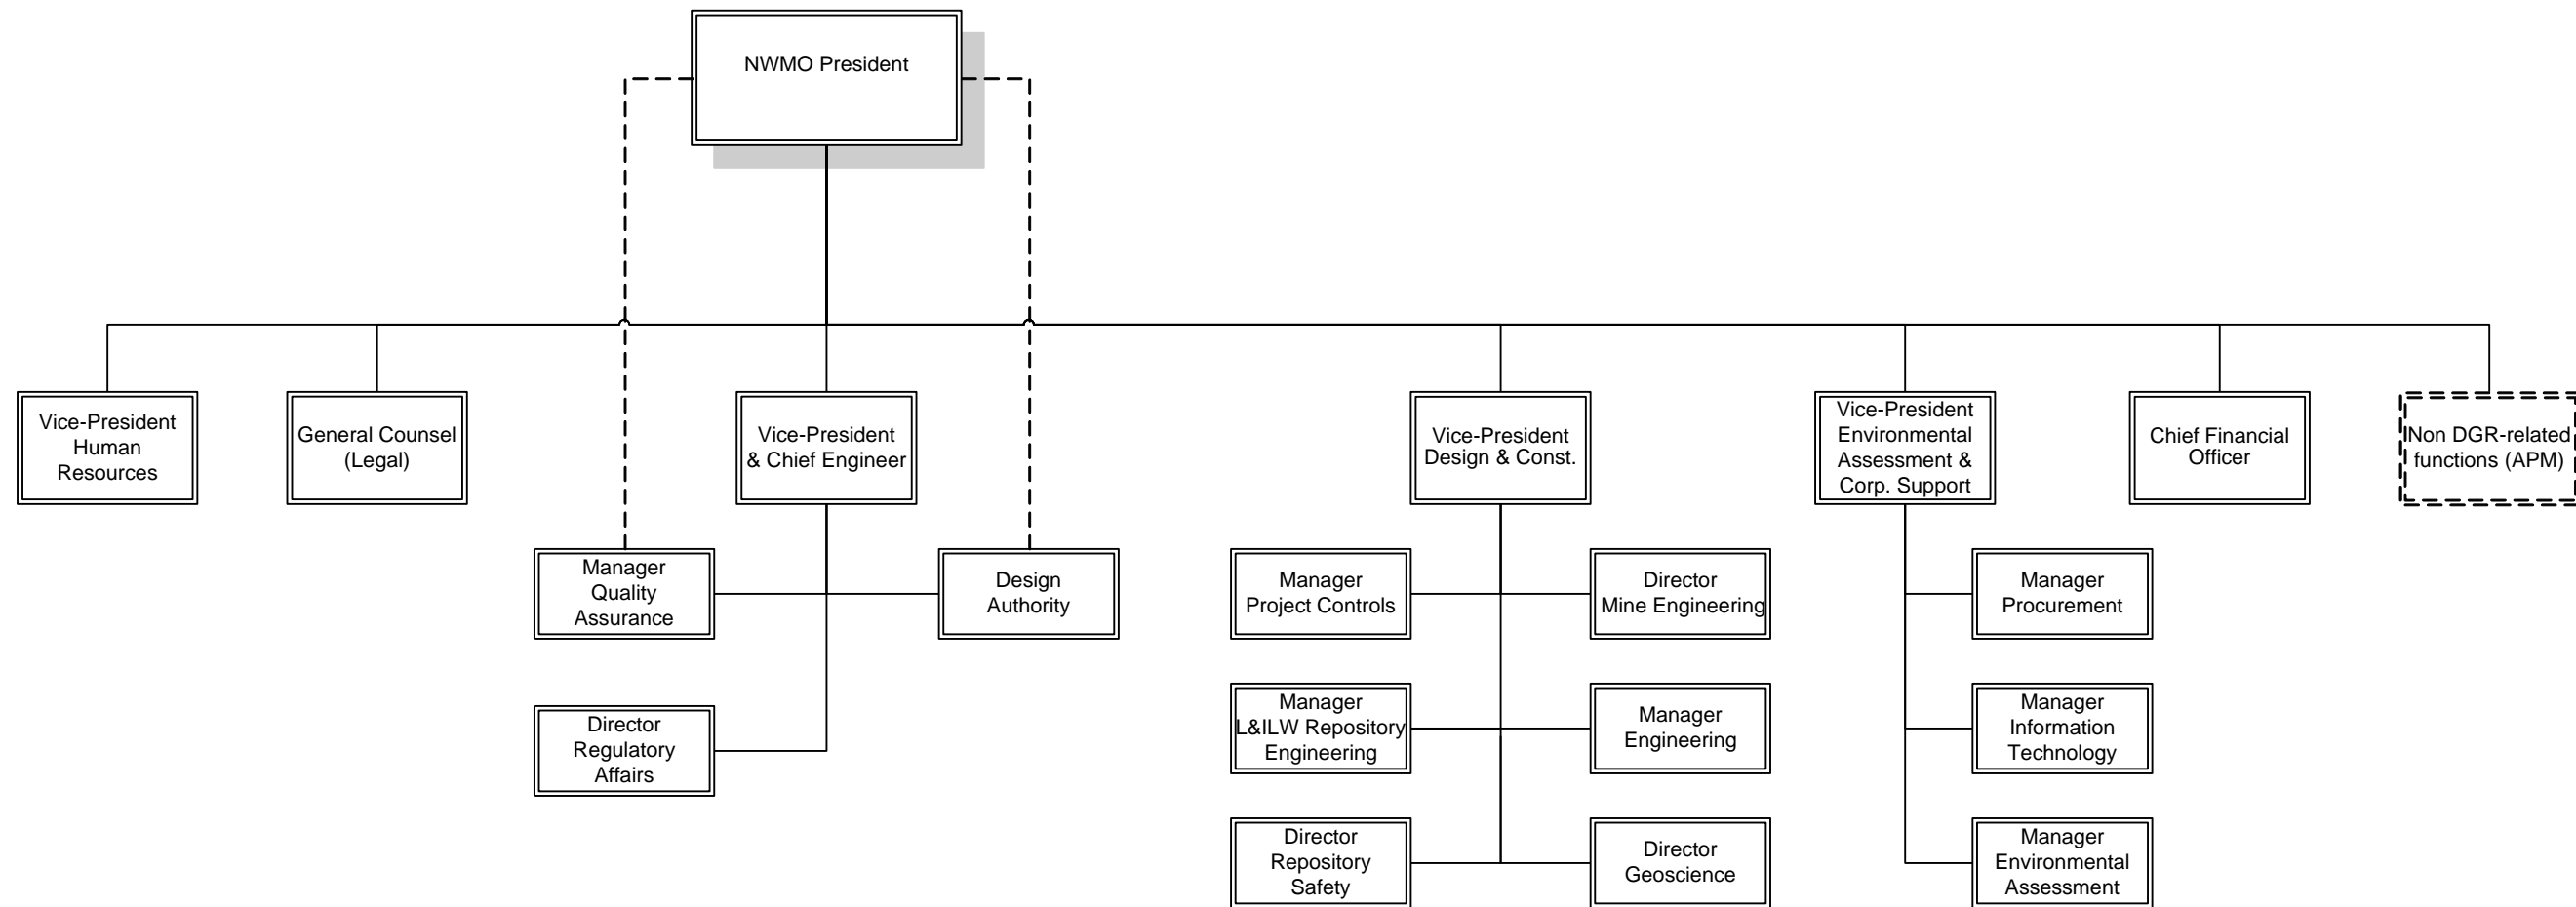 NWMO President
Vice-President
Human
Resources
General Counsel
(Legal)
Vice-President
& Chief Engineer
Vice-President
Design & Const.
Vice-President
Environmental
Assessment &
Corp. Support
Chief Financial
Officer
Non DGR-related
functions (APM)
Manager
Quality
Assurance
Design
Authority
Manager
Project Controls
Director
Mine Engineering
Manager
Procurement
Director
Regulatory
Affairs
Manager
L&ILW Repository
Engineering
Manager
Engineering
Manager
Information
Technology
Director
Repository
Safety
Director
Geoscience
Manager
Environmental
Assessment